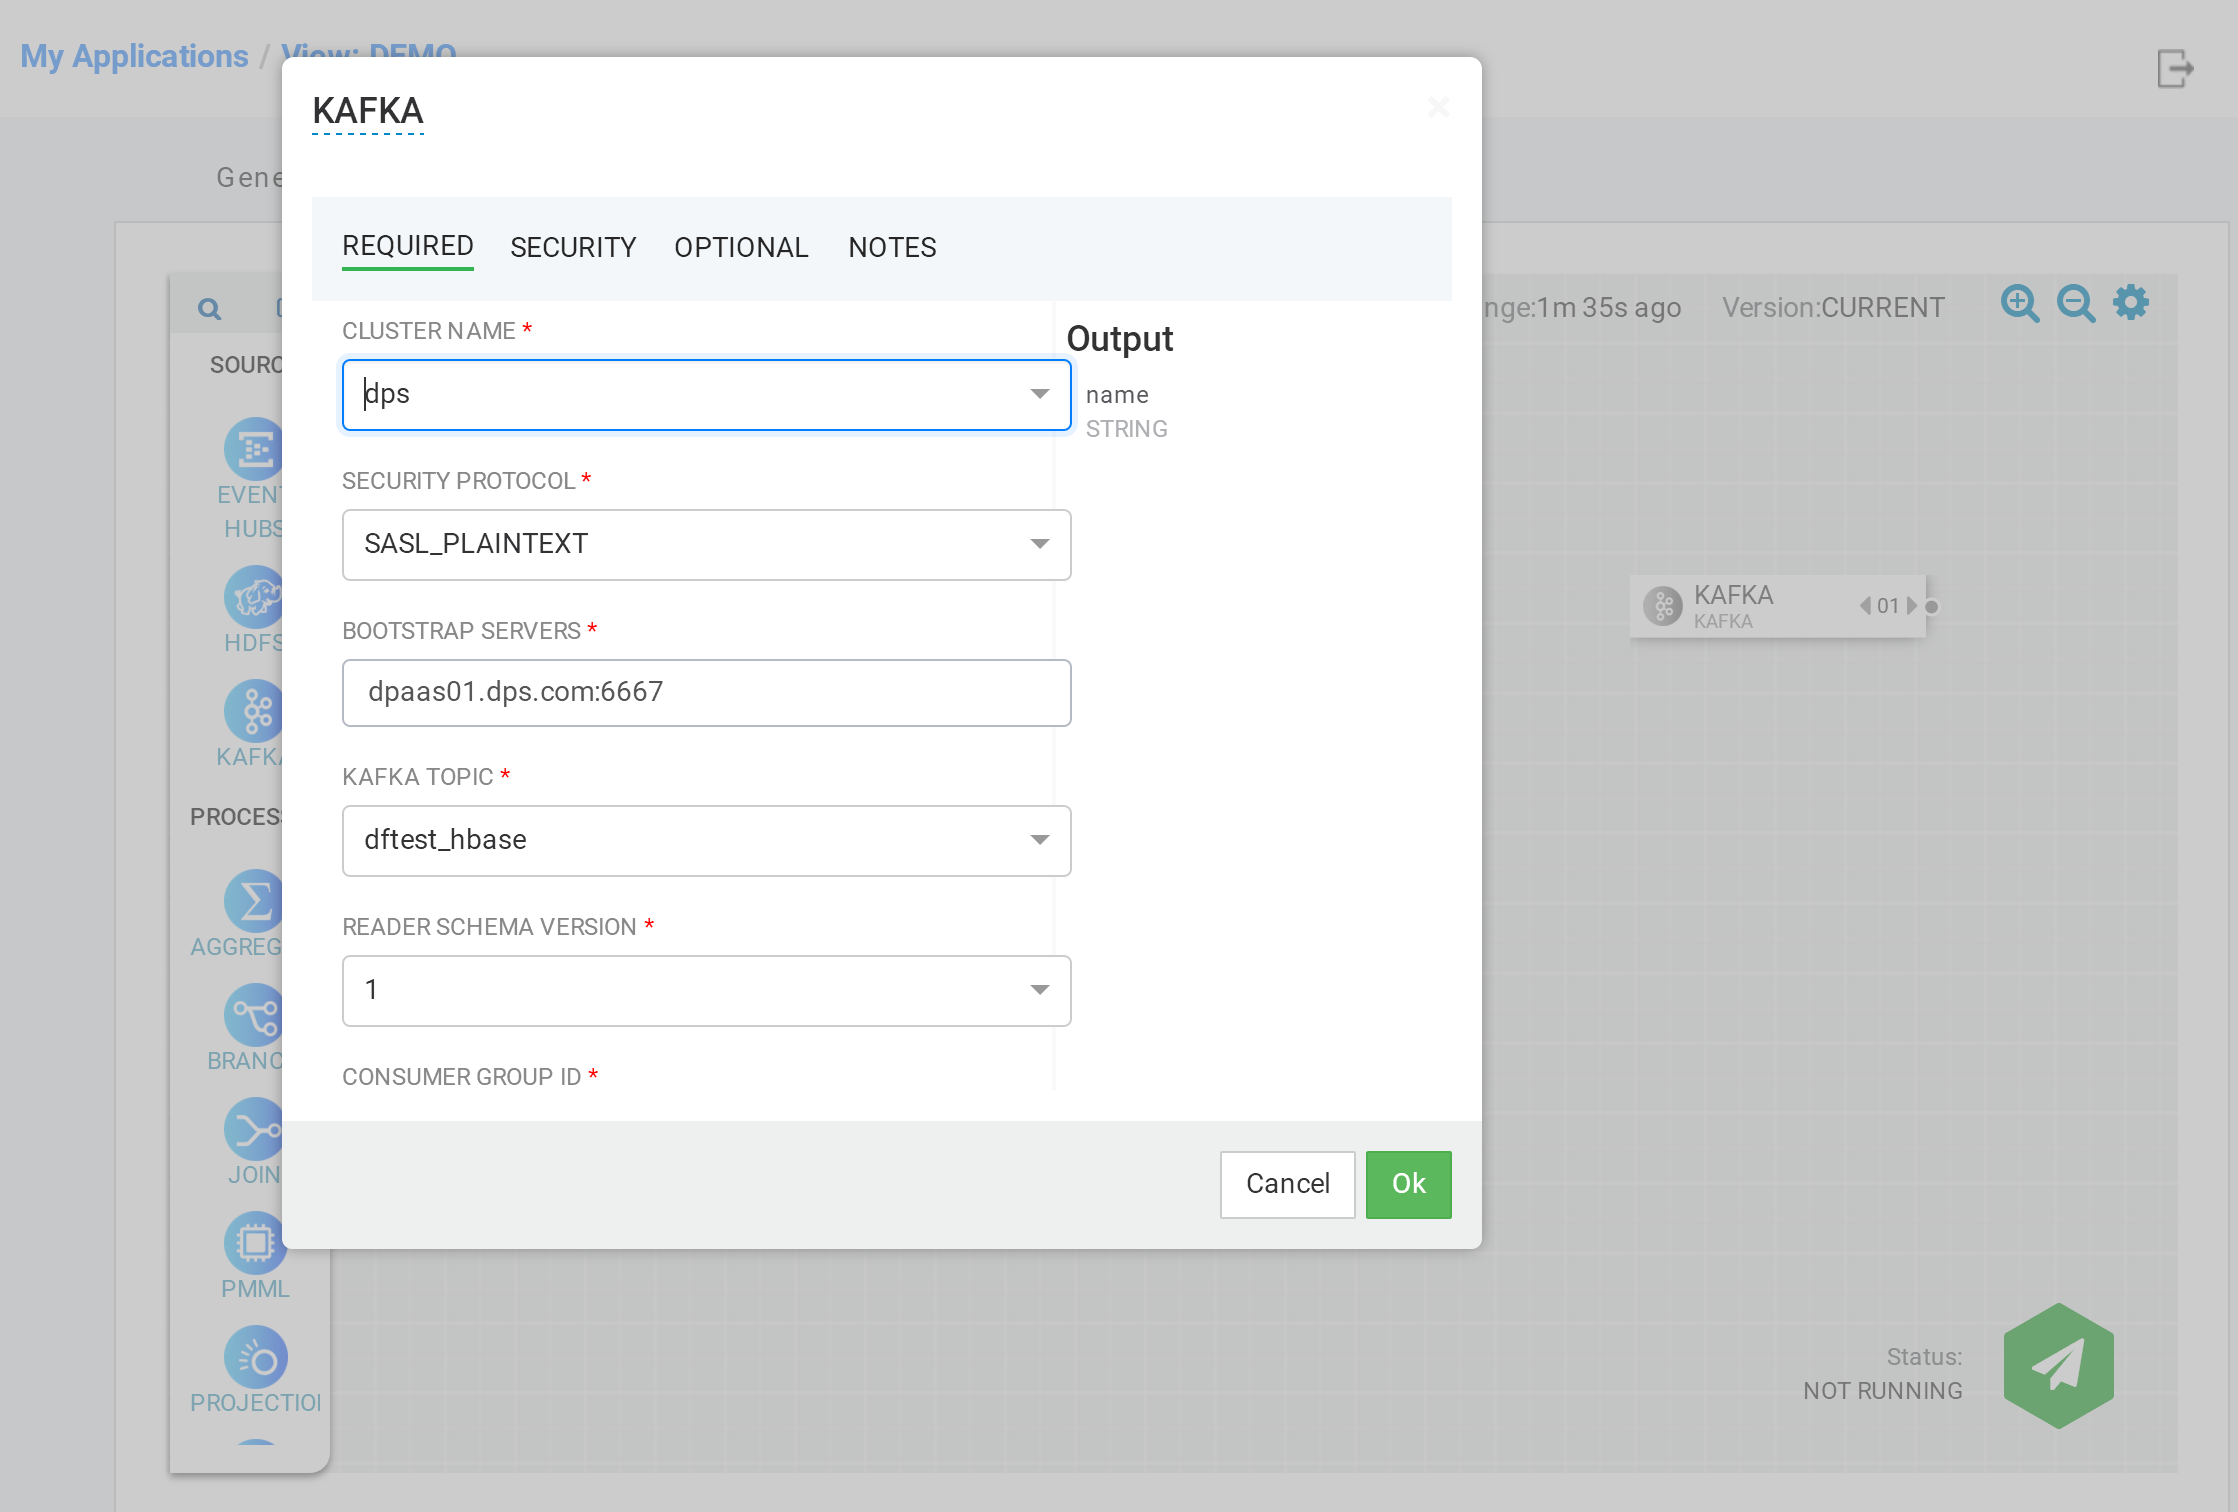 My Applications / View: DEMO
KAFKA
×
Gene
REQUIRED SECURITY OPTIONAL NOTES
nge:1m 35s ago Version:CURRENT
CLUSTER NAME *
dps
SECURITY PROTOCOL *
SASL_PLAINTEXT
BOOTSTRAP SERVERS *
dpaas01.dps.com:6667
KAFKA TOPIC *
dftest_hbase
READER SCHEMA VERSION *
1
CONSUMER GROUP ID *
Output
name
STRING
Cancel Ok
SOURC
EVENT
HUBS
HDFS
KAFKA
PROCESS
AGGREG
BRANC
JOIN
PMML
PROJECTION
KAFKA
KAFKA
01
Status:
NOT RUNNING